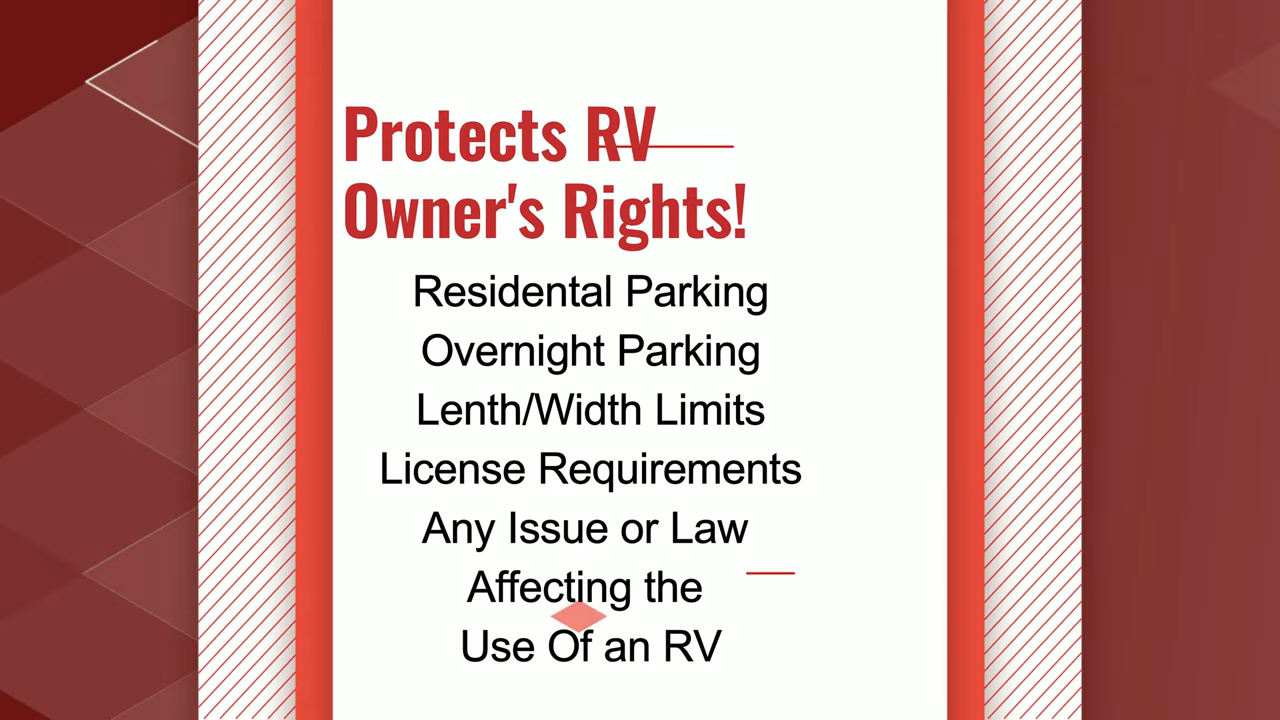 Protects RV
Owner's Rights!
Residental Parking
Overnight Parking
Lenth/Width Limits
License Requirements
Any Issue or Law
Affecting the
Use Of an RV